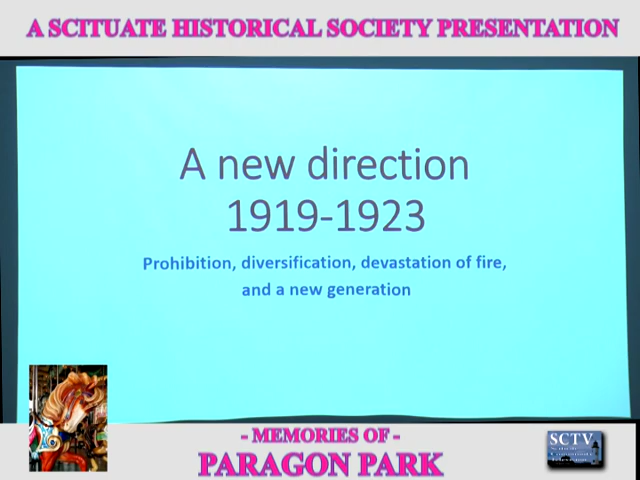 A SCITUATE HISTORICAL SOCIETY PRESENTATION
A new direction
1919-1923
Prohibition, diversification, devastation of fire,
and a new generation
- MEMORIES OF -
PARAGON PARK
SCTV